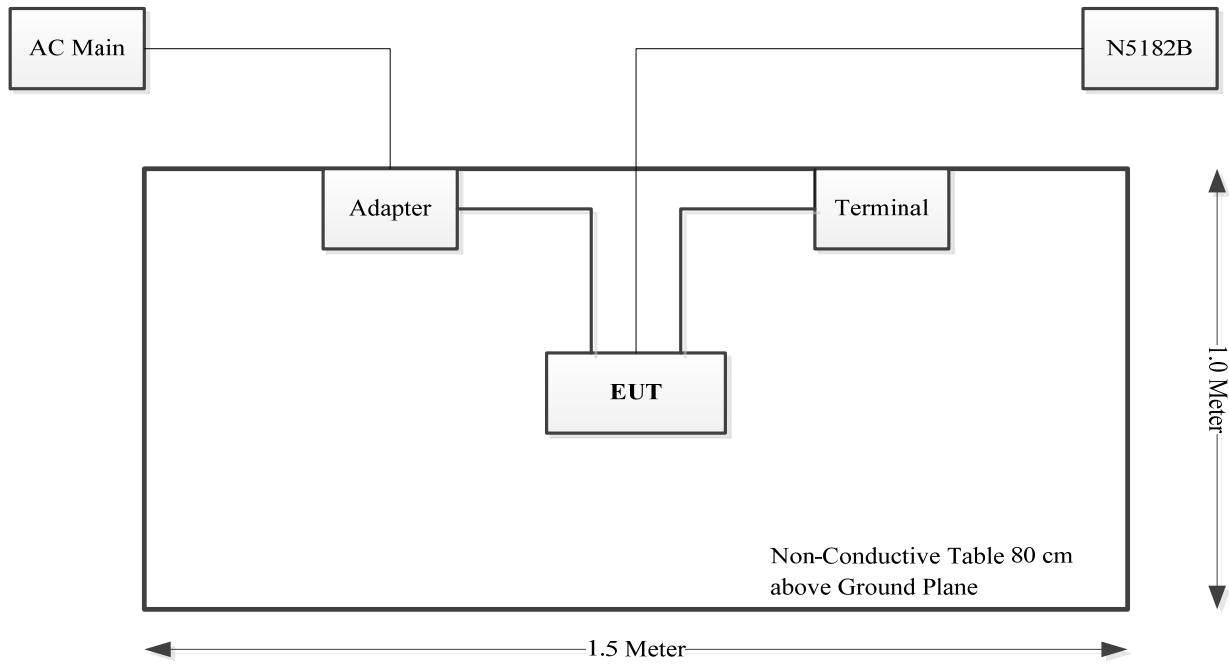 AC Main
N5182B
Adapter
Terminal
EUT
1.0 Meter
Non-Conductive Table 80 cm
above Ground Plane
1.5 Meter